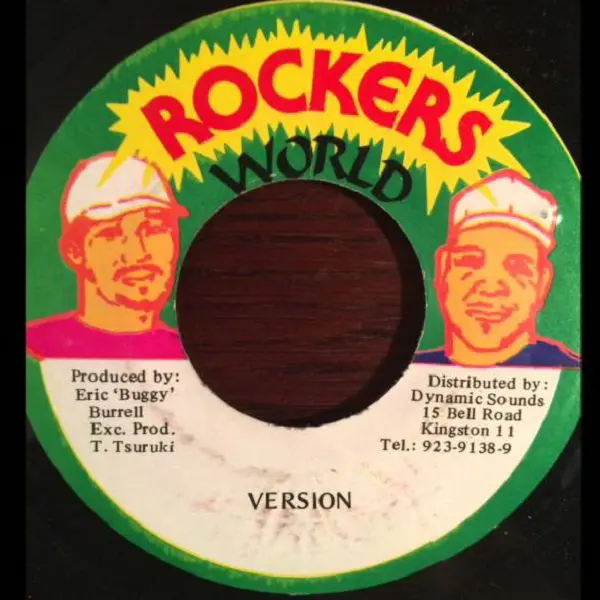 ROCKERS
WORLD
Produced by:
Eric 'Buggy'
Burrell
Exc. Prod.
T. Tsuruki
Distributed by:
Dynamic Sounds
15 Bell Road
Kingston 11
Tel.: 923-9138-9
VERSION